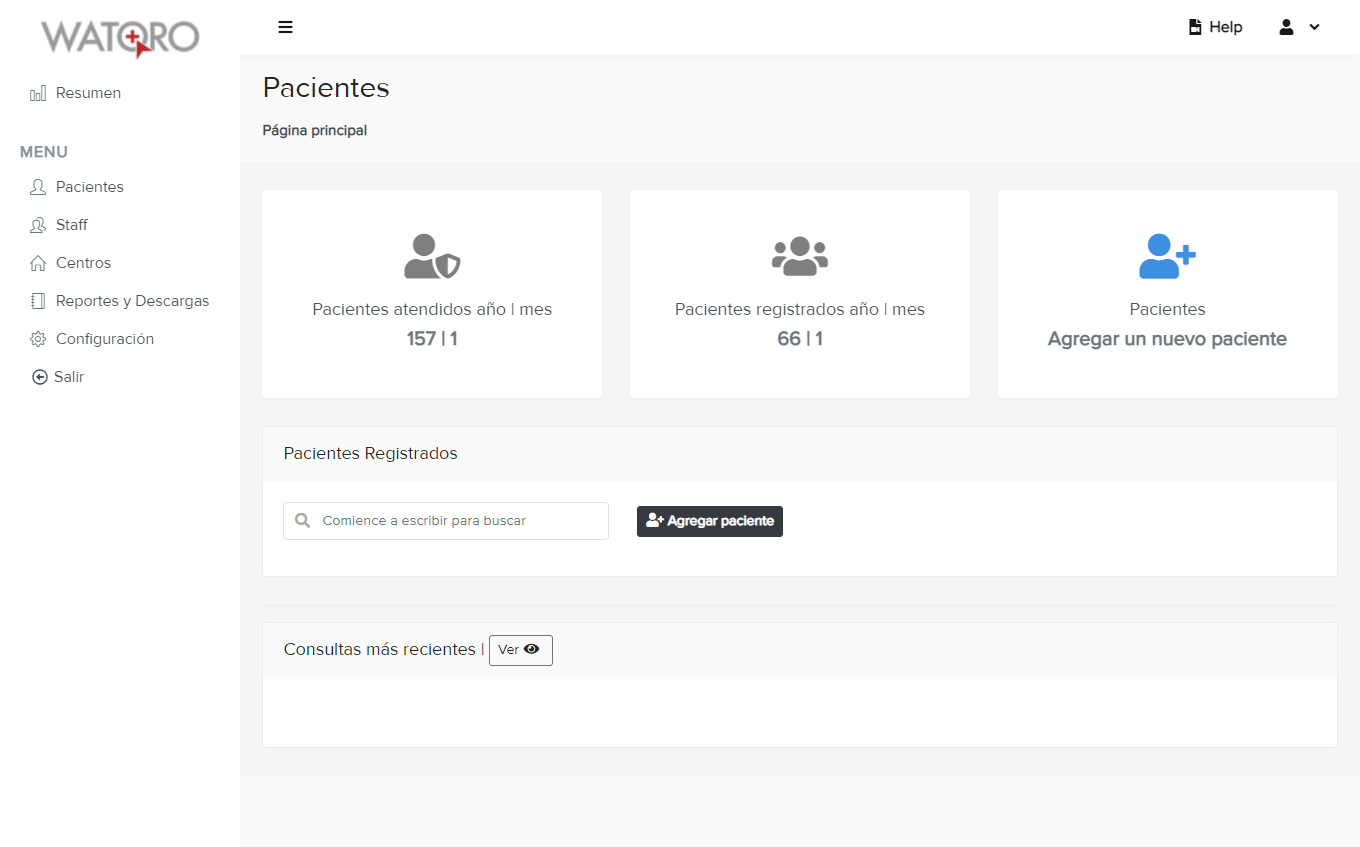 WATORO
Help
Resumen
MENU
Pacientes
Staff
Centros
Reportes y Descargas
Configuración
Salir
Pacientes
Página principal
Pacientes atendidos año | mes
157 | 1
Pacientes registrados año | mes
66 | 1
Pacientes
Agregar un nuevo paciente
Pacientes Registrados
Comience a escribir para buscar
Agregar paciente
Consultas más recientes | Ver